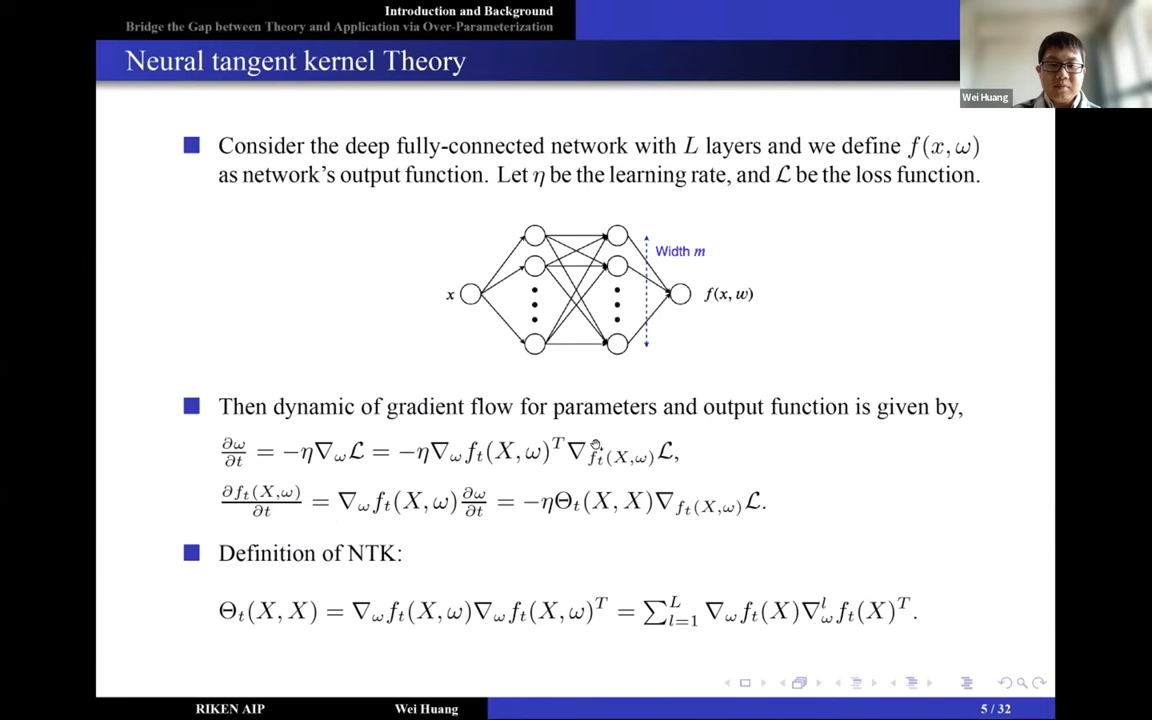 Introduction and Background
Bridge the Gap between Theory and Application via Over-Parameterization
Neural tangent kernel Theory
Wei Huang
Consider the deep fully-connected network with L layers and we define f(x, ω)
as network's output function. Let η be the learning rate, and ℒ be the loss function.
Width m
x
f(x, w)
Then dynamic of gradient flow for parameters and output function is given by,
∂ω/∂t = −η∇_ω ℒ = −η∇_ω f_t(X, ω)^T ∇_{f_t(X,ω)} ℒ,
∂f_t(X,ω)/∂t = ∇_ω f_t(X, ω) ∂ω/∂t = −ηΘ_t(X, X)∇_{f_t(X,ω)} ℒ.
Definition of NTK:
Θ_t(X, X) = ∇_ω f_t(X, ω)∇_ω f_t(X, ω)^T = ∑_{l=1}^{L} ∇_ω f_t(X)∇_ω^l f_t(X)^T.
RIKEN AIP
Wei Huang
5 / 32